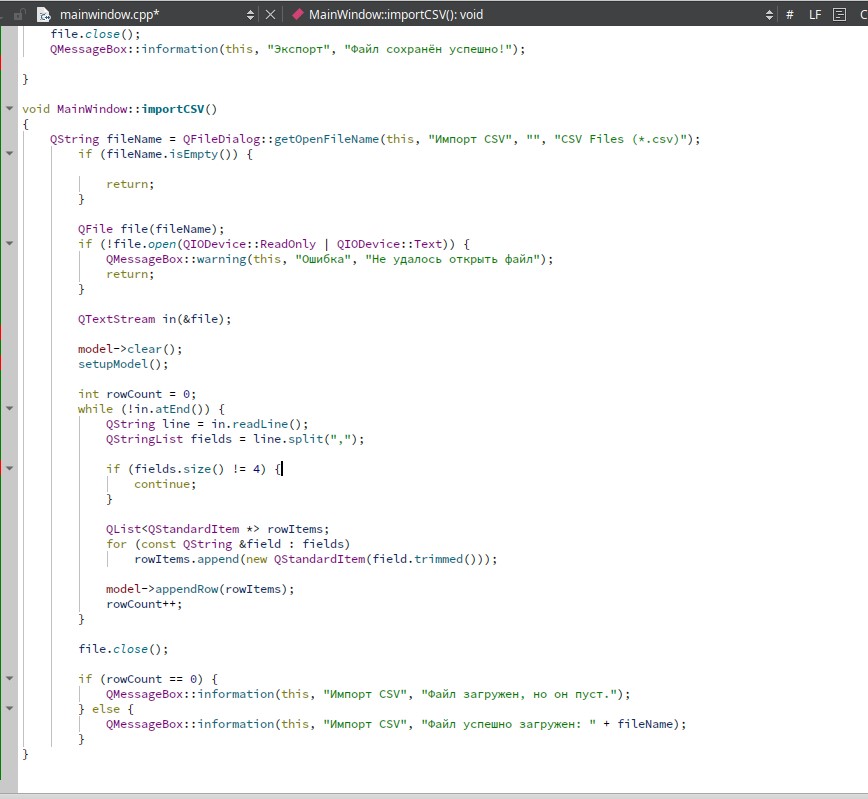 mainwindow.cpp* MainWindow::importCSV(): void # LF
file.close();
QMessageBox::information(this, "Экспорт", "Файл сохранён успешно!");
}
void MainWindow::importCSV()
{
QString fileName = QFileDialog::getOpenFileName(this, "Импорт CSV", "", "CSV Files (*.csv)");
if (fileName.isEmpty()) {
return;
}
QFile file(fileName);
if (!file.open(QIODevice::ReadOnly | QIODevice::Text)) {
QMessageBox::warning(this, "Ошибка", "Не удалось открыть файл");
return;
}
QTextStream in(&file);
model->clear();
setupModel();
int rowCount = 0;
while (!in.atEnd()) {
QString line = in.readLine();
QStringList fields = line.split(",");
if (fields.size() != 4) {
continue;
}
QList<QStandardItem *> rowItems;
for (const QString &field : fields)
rowItems.append(new QStandardItem(field.trimmed()));
model->appendRow(rowItems);
rowCount++;
}
file.close();
if (rowCount == 0) {
QMessageBox::information(this, "Импорт CSV", "Файл загружен, но он пуст.");
} else {
QMessageBox::information(this, "Импорт CSV", "Файл успешно загружен: " + fileName);
}
}